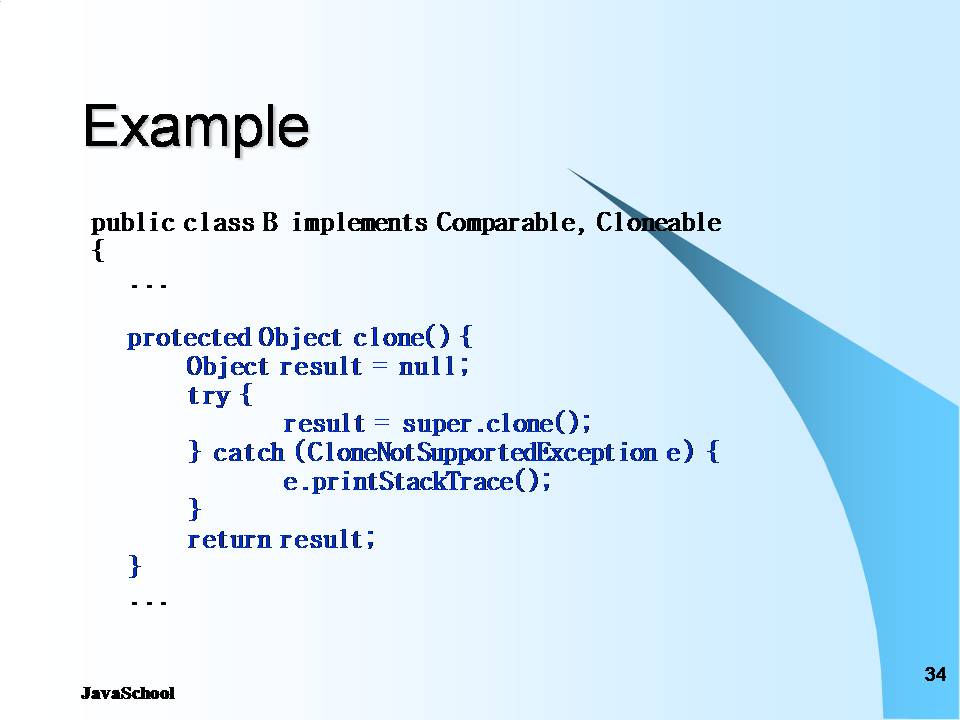 Example
public class B implements Comparable, Cloneable
{
...
protected Object clone() {
Object result = null;
try {
result = super.clone();
} catch (CloneNotSupportedException e) {
e.printStackTrace();
}
return result;
}
...
34
JavaSchool